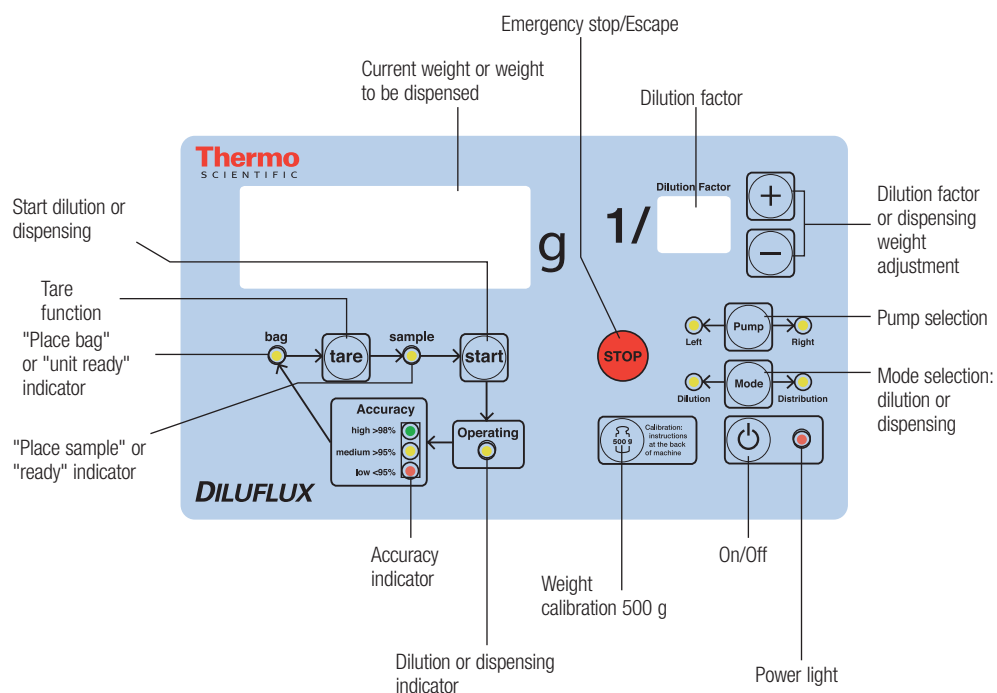 Emergency stop/Escape
Current weight or weight
to be dispensed
Dilution factor
Thermo
SCIENTIFIC
Start dilution or
dispensing
g
1/
Dilution Factor
+
−
Dilution factor
or dispensing
weight
adjustment
Tare
function
"Place bag"
or "unit ready"
indicator
bag
tare
sample
start
STOP
Left
Pump
Right
Pump selection
Dilution
Mode
Distribution
Mode selection:
dilution or
dispensing
"Place sample" or
"ready" indicator
Accuracy
high >98%
medium >95%
low <95%
Operating
500 g
Calibration:
instructions
at the back
of machine
DILUFLUX
Accuracy
indicator
Weight
calibration 500 g
On/Off
Dilution or dispensing
indicator
Power light